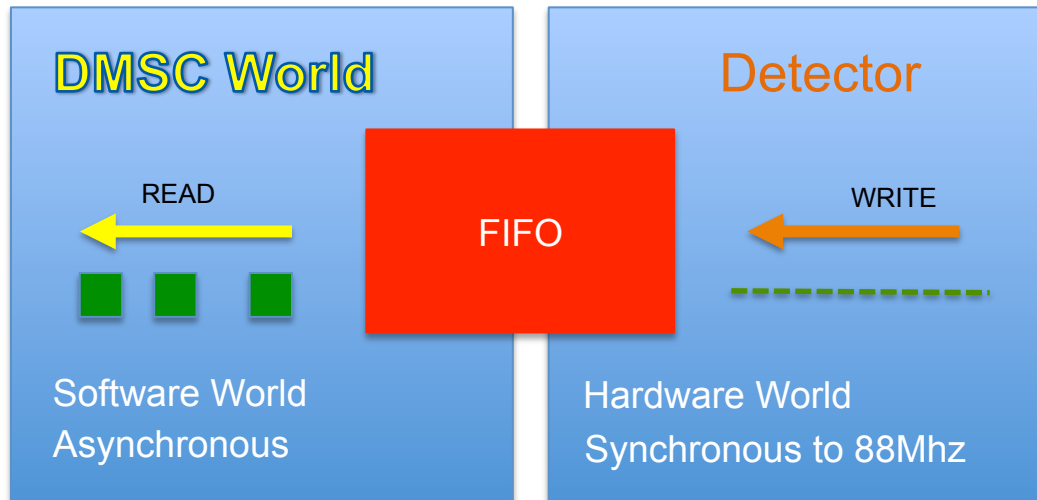 DMSC World
Detector
READ
WRITE
FIFO
Software World
Asynchronous
Hardware World
Synchronous to 88Mhz